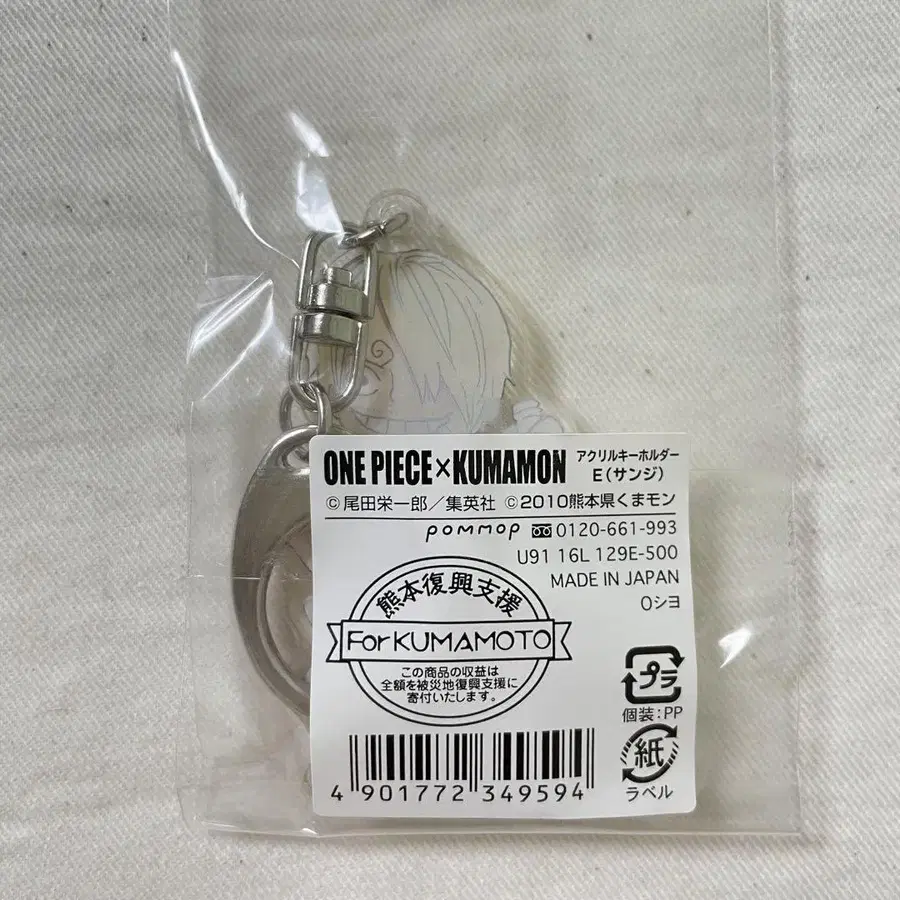 ONE PIECE×KUMAMON
アクリルキーホルダー
E(サンジ)
©尾田栄一郎/集英社 ©2010熊本県くまモン
pommop 0120-661-993
U91 16L 129E-500
MADE IN JAPAN
Oシヨ
熊本復興支援
For KUMAMOTO
この商品の収益は
全額を被災地復興支援に
寄付いたします。
プラ
個装:PP
紙
ラベル
4 901772 349594